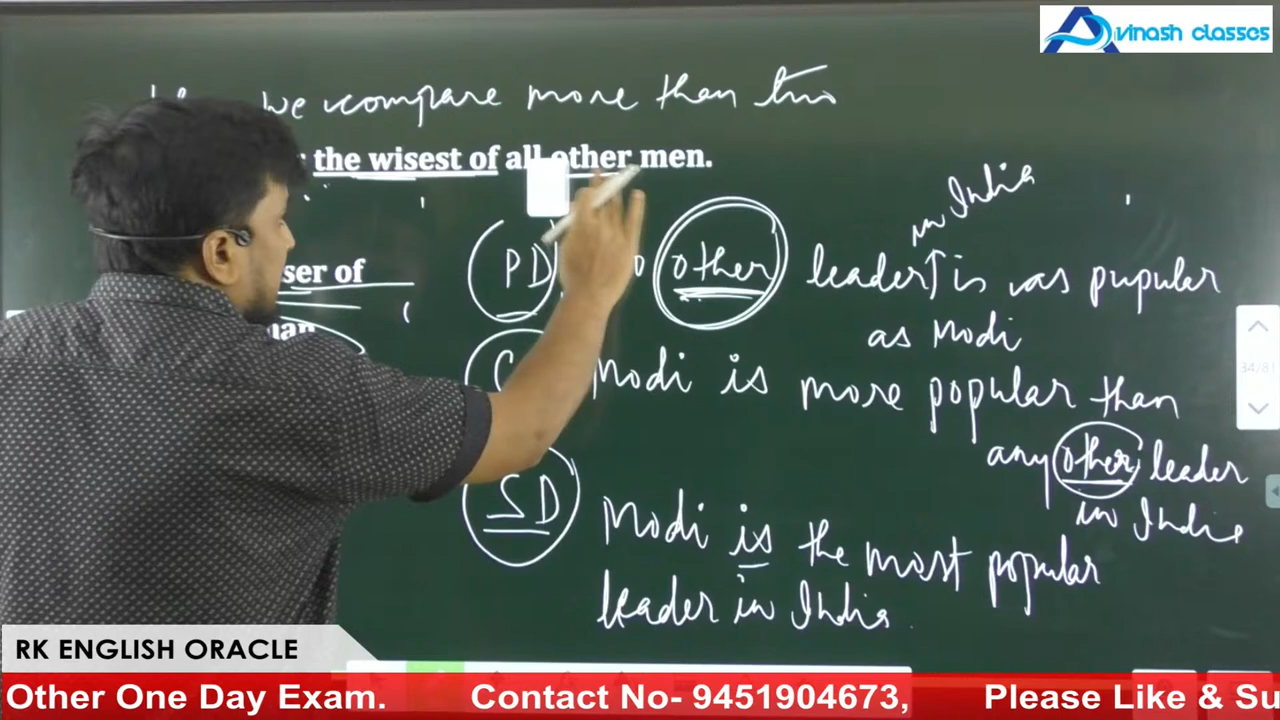 Avinash classes
we compare more than two
the wisest of all other men.
in India
PD other leader is as pupular
ser of
as Modi
man
Modi is more popular than
any other leader
in India
34/81
SD Modi is the most popular
leader in India.
RK ENGLISH ORACLE
Other One Day Exam. Contact No- 9451904673, Please Like & Su